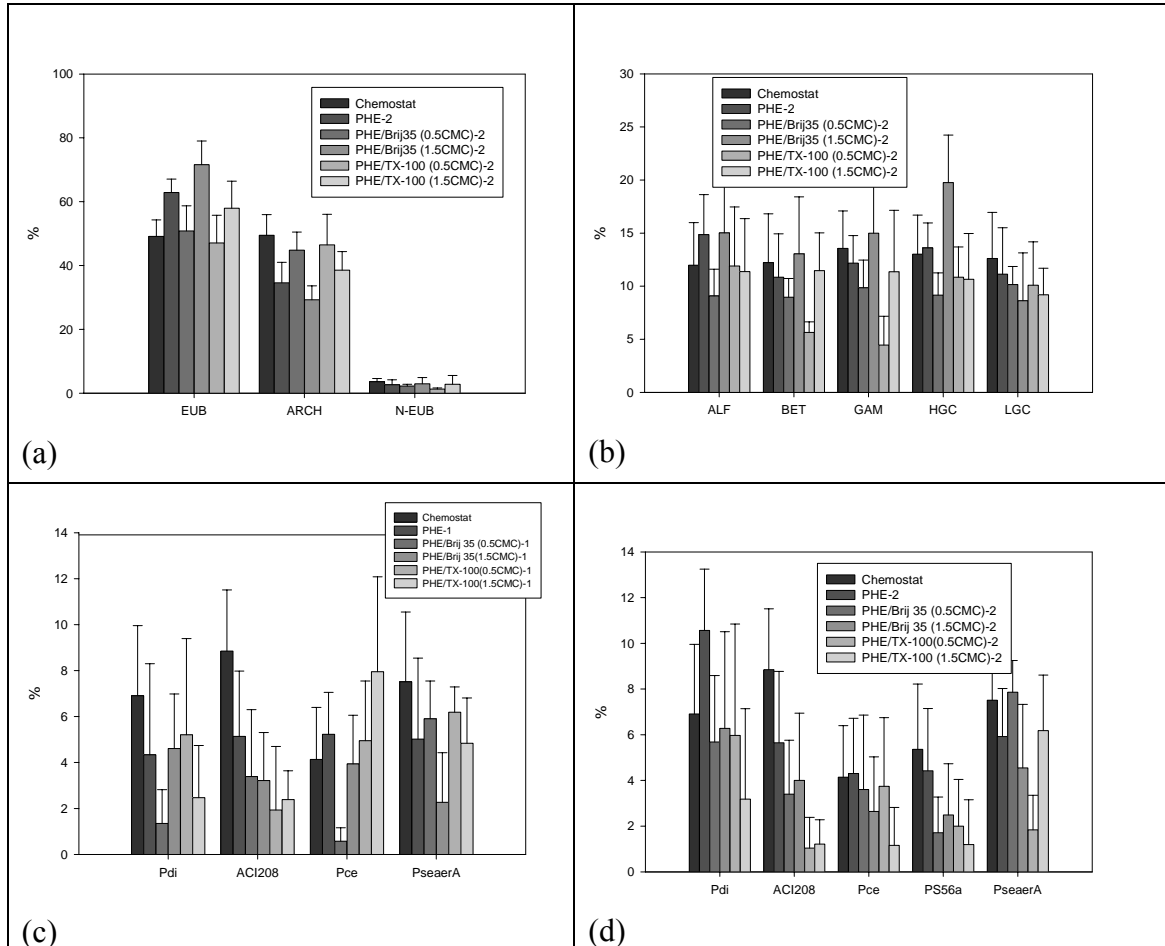 100
80
60
40
20
0
%
Chemostat
PHE-2
PHE/Brij35 (0.5CMC)-2
PHE/Brij35 (1.5CMC)-2
PHE/TX-100 (0.5CMC)-2
PHE/TX-100 (1.5CMC)-2
EUB ARCH N-EUB
(a)
30
25
20
15
10
5
0
%
Chemostat
PHE-2
PHE/Brij35 (0.5CMC)-2
PHE/Brij35 (1.5CMC)-2
PHE/TX-100 (0.5CMC)-2
PHE/TX-100 (1.5CMC)-2
ALF BET GAM HGC LGC
(b)
14
12
10
8
6
4
2
0
%
Chemostat
PHE-1
PHE/Brij 35 (0.5CMC)-1
PHE/Brij 35(1.5CMC)-1
PHE/TX-100(0.5CMC)-1
PHE/TX-100(1.5CMC)-1
Pdi ACI208 Pce PseaerA
(c)
14
12
10
8
6
4
2
0
%
Chemostat
PHE-2
PHE/Brij 35 (0.5CMC)-2
PHE/Brij 35 (1.5CMC)-2
PHE/TX-100(0.5CMC)-2
PHE/TX-100 (1.5CMC)-2
Pdi ACI208 Pce PS56a PseaerA
(d)